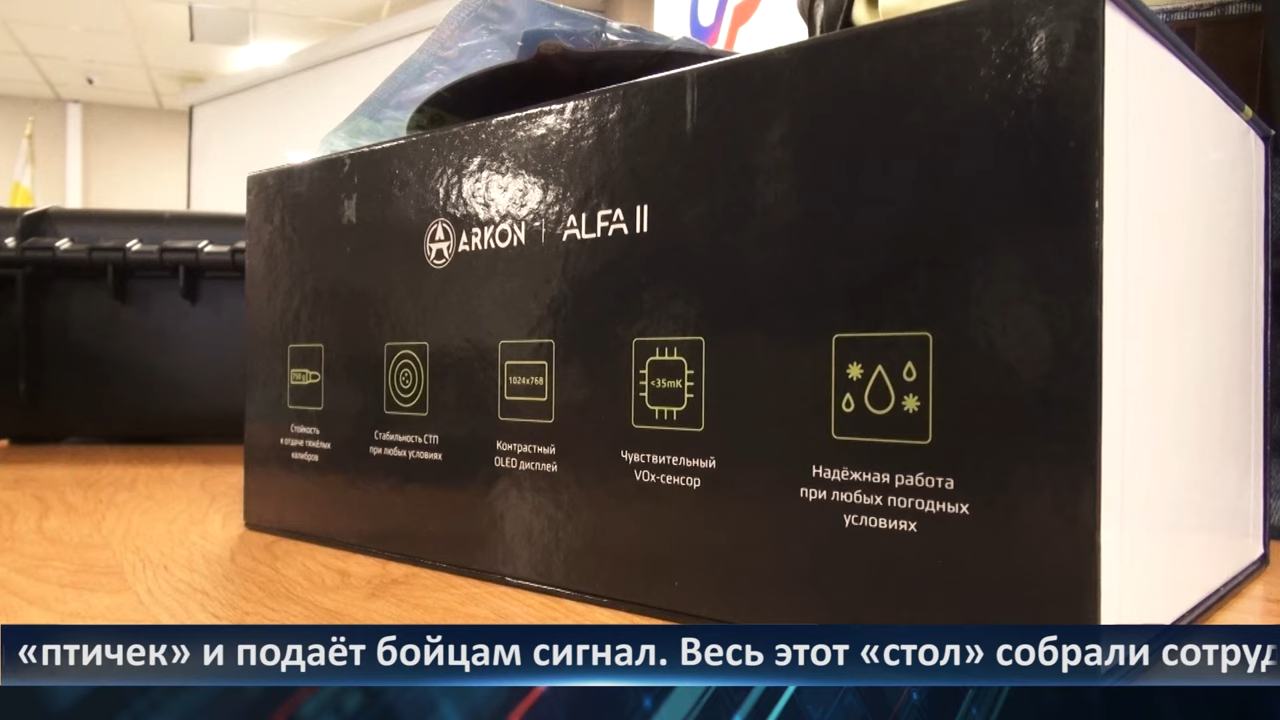 ARKON | ALFA II
750 g
1024x768
<35mK
Стойкость
к отдаче тяжёлых
калибров
Стабильность СТП
при любых условиях
Контрастный
OLED дисплей
Чувствительный
VOx-сенсор
Надёжная работа
при любых погодных
условиях
«птичек» и подаёт бойцам сигнал. Весь этот «стол» собрали сотруд